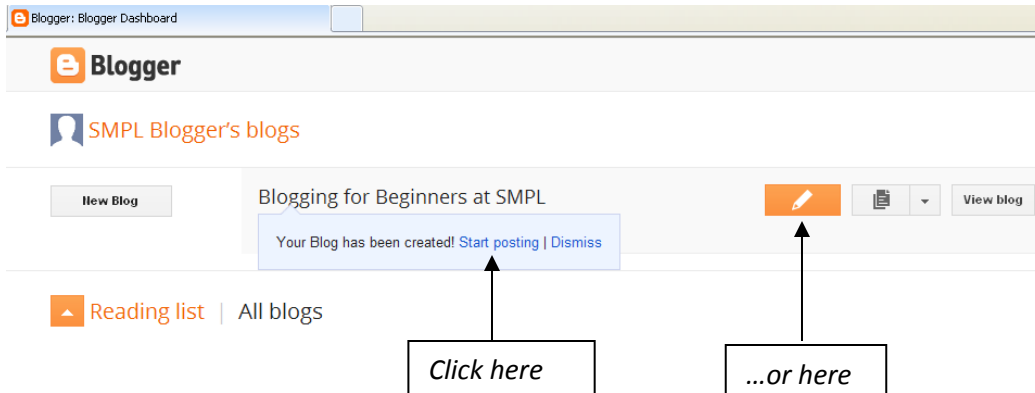 Blogger: Blogger Dashboard
Blogger
SMPL Blogger's blogs
New Blog
Blogging for Beginners at SMPL
View blog
Your Blog has been created! Start posting | Dismiss
Reading list | All blogs
Click here
...or here